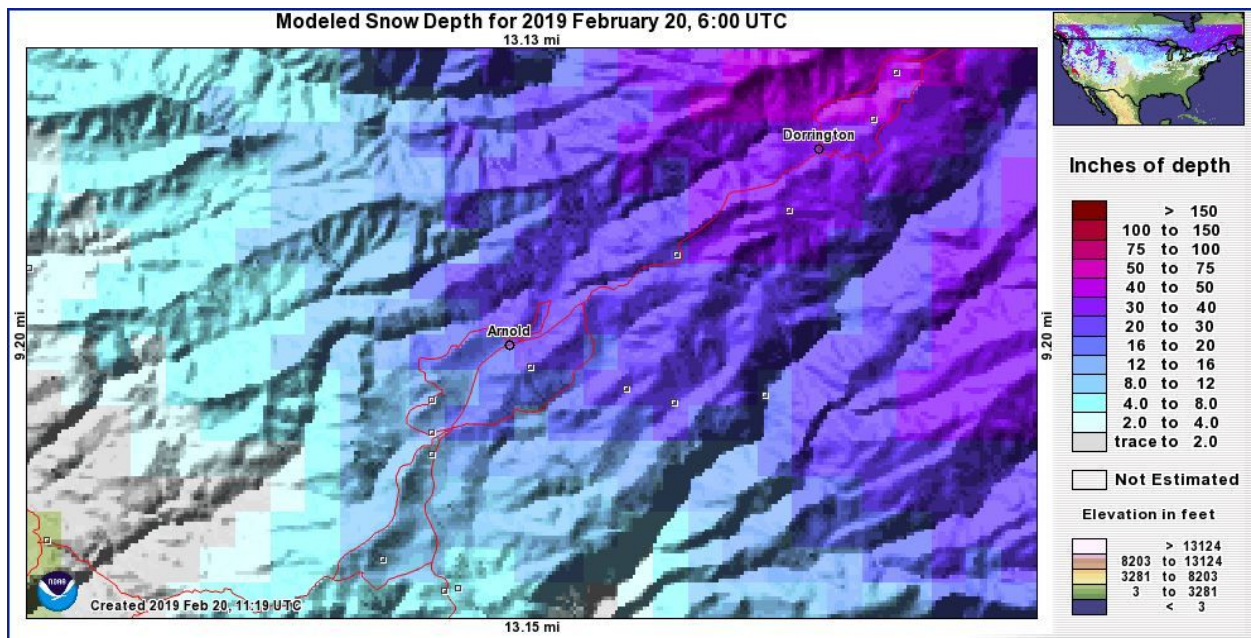 Modeled Snow Depth for 2019 February 20, 6:00 UTC
13.13 mi
Dorrington
Arnold
9.20 mi
9.20 mi
NOAA
Created 2019 Feb 20, 11:19 UTC
13.15 mi
Inches of depth
> 150
100 to 150
75 to 100
50 to 75
40 to 50
30 to 40
20 to 30
16 to 20
12 to 16
8.0 to 12
4.0 to 8.0
2.0 to 4.0
trace to 2.0
Not Estimated
Elevation in feet
> 13124
8203 to 13124
3281 to 8203
3 to 3281
< 3